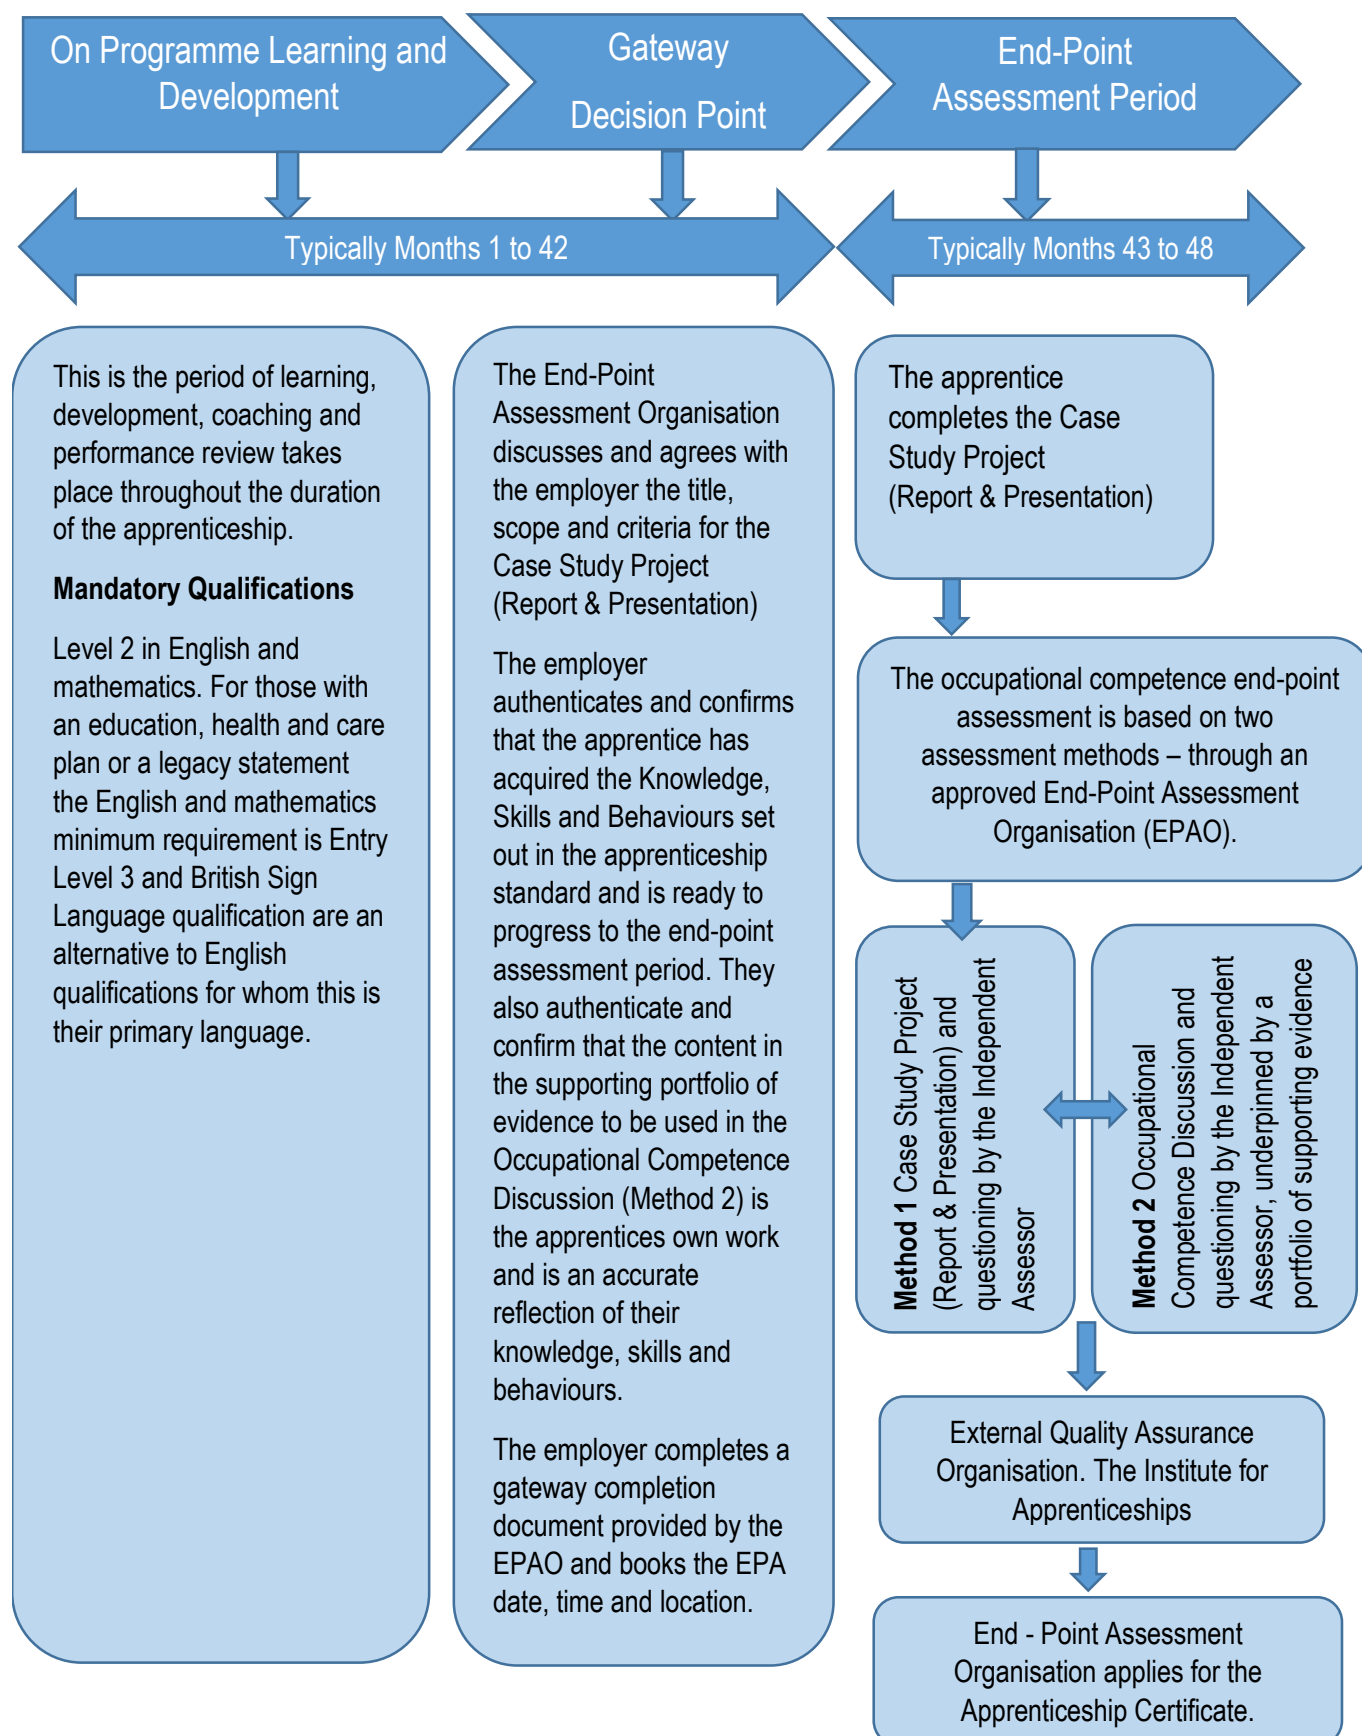 On Programme Learning and
Development
Gateway
Decision Point
End-Point
Assessment Period
Typically Months 1 to 42
Typically Months 43 to 48
This is the period of learning,
development, coaching and
performance review takes
place throughout the duration
of the apprenticeship.
Mandatory Qualifications
Level 2 in English and
mathematics. For those with
an education, health and care
plan or a legacy statement
the English and mathematics
minimum requirement is Entry
Level 3 and British Sign
Language qualification are an
alternative to English
qualifications for whom this is
their primary language.
The End-Point
Assessment Organisation
discusses and agrees with
the employer the title,
scope and criteria for the
Case Study Project
(Report & Presentation)
The employer
authenticates and confirms
that the apprentice has
acquired the Knowledge,
Skills and Behaviours set
out in the apprenticeship
standard and is ready to
progress to the end-point
assessment period. They
also authenticate and
confirm that the content in
the supporting portfolio of
evidence to be used in the
Occupational Competence
Discussion (Method 2) is
the apprentices own work
and is an accurate
reflection of their
knowledge, skills and
behaviours.
The employer completes a
gateway completion
document provided by the
EPAO and books the EPA
date, time and location.
The apprentice
completes the Case
Study Project
(Report & Presentation)
The occupational competence end-point
assessment is based on two
assessment methods – through an
approved End-Point Assessment
Organisation (EPAO).
Method 1 Case Study Project
(Report & Presentation) and
questioning by the Independent
Assessor
Method 2 Occupational
Competence Discussion and
questioning by the Independent
Assessor, underpinned by a
portfolio of supporting evidence
External Quality Assurance
Organisation. The Institute for
Apprenticeships
End - Point Assessment
Organisation applies for the
Apprenticeship Certificate.